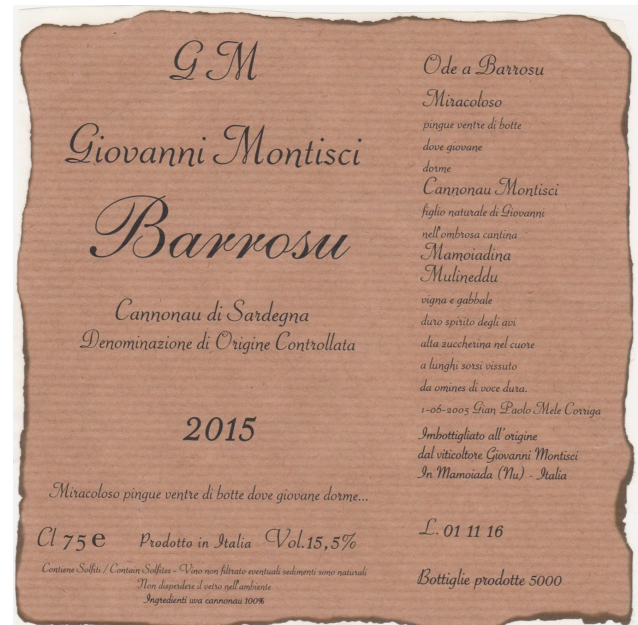 G M
Giovanni Montisci
Barrosu
Cannonau di Sardegna
Denominazione di Origine Controllata
2015
Miracoloso pingue ventre di botte dove giovane dorme...
Cl 75 e Prodotto in Italia Vol.15,5%
Contiene Solfiti / Contain Solfites - Vino non filtrato eventuali sedimenti sono naturali
Non disperdere il vetro nell'ambiente
Ingredienti uva cannonau 100%
Ode a Barrosu
Miracoloso
pingue ventre di botte
dove giovane
dorme
Cannonau Montisci
figlio naturale di Giovanni
nell'ombrosa cantina
Mamoiadina
Mulineddu
vigna e gabbale
duro spirito degli avi
alta zuccherina nel cuore
a lunghi sorsi vissuto
da omines di voce dura.
1-06-2005 Gian Paolo Mele Corriga
Imbottigliato all'origine
dal viticoltore Giovanni Montisci
In Mamoiada (Nu) - Italia
L. 01 11 16
Bottiglie prodotte 5000